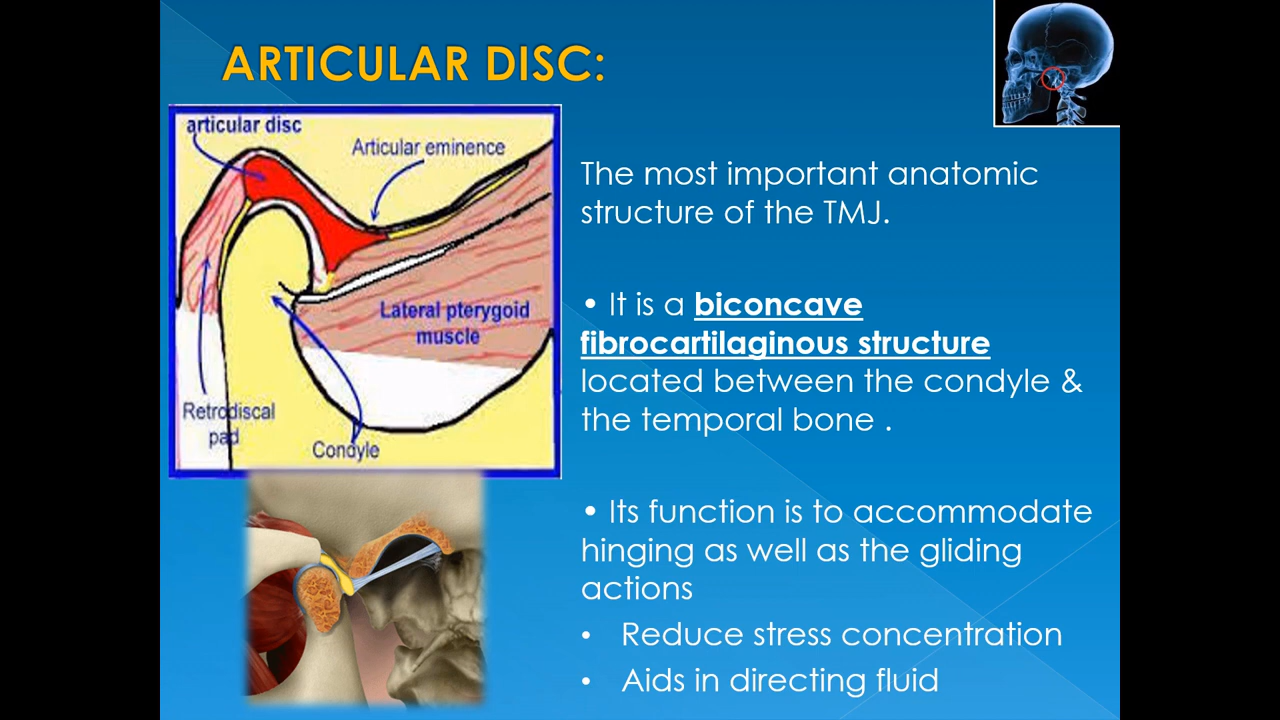 ARTICULAR DISC:
articular disc
Articular eminence
Lateral pterygoid
muscle
Retrodiscal
pad
Condyle
The most important anatomic
structure of the TMJ.
• It is a biconcave
fibrocartilaginous structure
located between the condyle &
the temporal bone .
• Its function is to accommodate
hinging as well as the gliding
actions
• Reduce stress concentration
• Aids in directing fluid